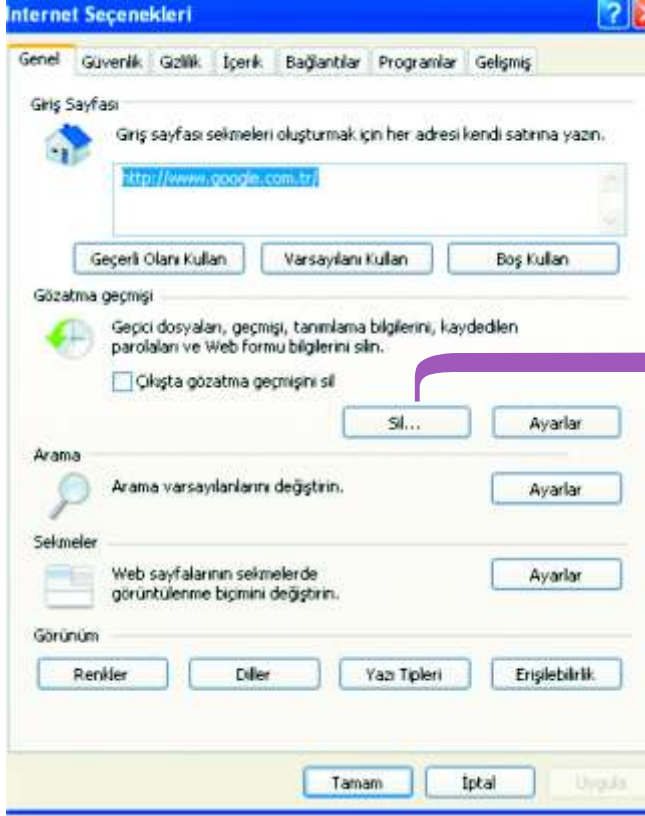 İnternet Seçenekleri
Genel Güvenlik Gizlilik İçerik Bağlantılar Programlar Gelişmiş
Giriş Sayfası
Giriş sayfası sekmeleri oluşturmak için her adresi kendi satırına yazın.
http://www.google.com.tr/
Geçerli Olanı Kullan Varsayılanı Kullan Boş Kullan
Gözatma geçmişi
Geçici dosyaları, geçmişi, tanımlama bilgilerini, kaydedilen
parolaları ve Web formu bilgilerini silin.
Çıkışta gözatma geçmişini sil
Sil... Ayarlar
Arama
Arama varsayılanlarını değiştirin.
Ayarlar
Sekmeler
Web sayfalarının sekmelerde
görüntülenme biçimini değiştirin.
Ayarlar
Görünüm
Renkler Diller Yazı Tipleri Erişilebilirlik
Tamam İptal Uygula